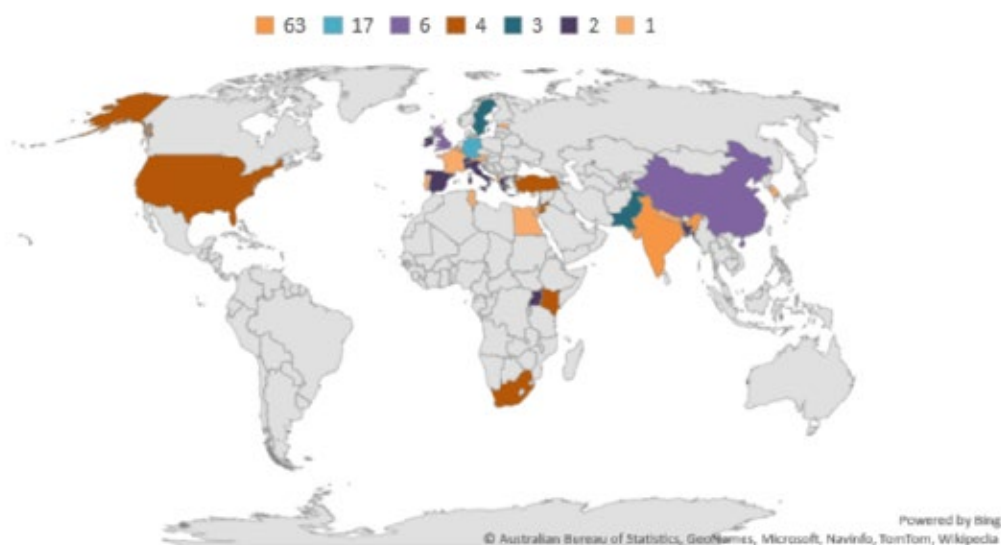 63 17 6 4 3 2 1
Powered by Bing
© Australian Bureau of Statistics, GeoNames, Microsoft, Navinfo, TomTom, Wikipedia